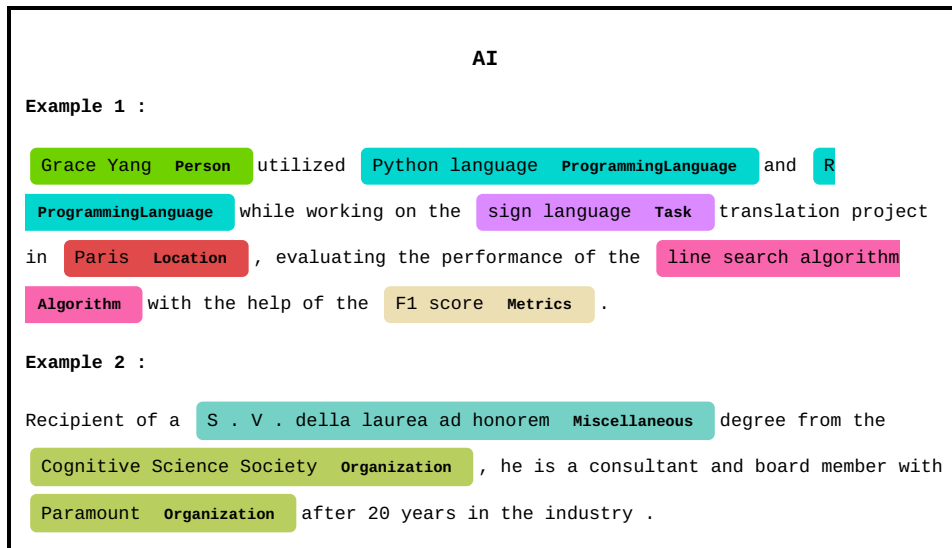 AI
Example 1 :
Grace Yang Person utilized Python language ProgrammingLanguage and R
ProgrammingLanguage while working on the sign language Task translation project
in Paris Location , evaluating the performance of the line search algorithm
Algorithm with the help of the F1 score Metrics .
Example 2 :
Recipient of a S . V . della laurea ad honorem Miscellaneous degree from the
Cognitive Science Society Organization , he is a consultant and board member with
Paramount Organization after 20 years in the industry .